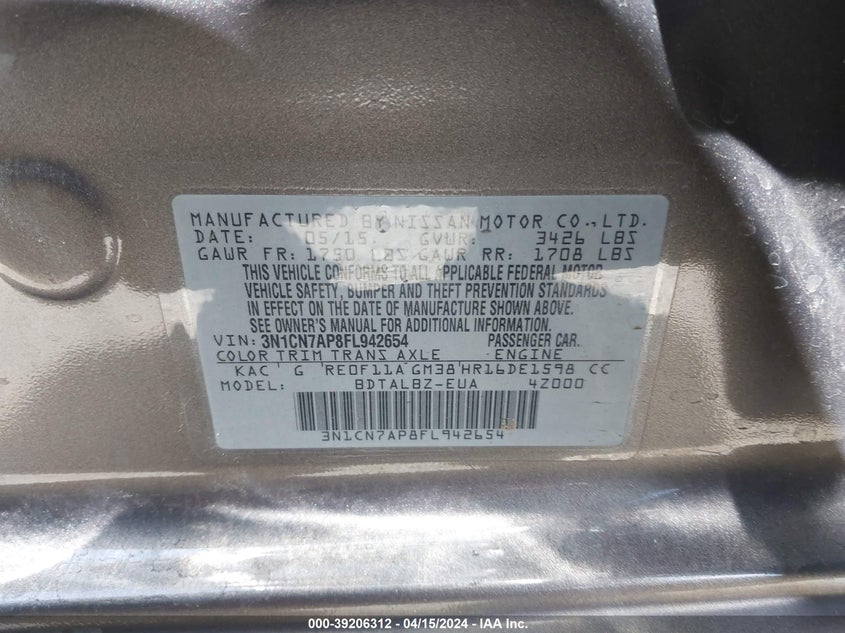 MANUFACTURED BY NISSAN MOTOR CO., LTD.
DATE: 05/15 GVWR: 3426 LBS
GAWR FR: 1730 LBS GAWR RR: 1708 LBS
THIS VEHICLE CONFORMS TO ALL APPLICABLE FEDERAL MOTOR
VEHICLE SAFETY, BUMPER AND THEFT PREVENTION STANDARDS
IN EFFECT ON THE DATE OF MANUFACTURE SHOWN ABOVE.
SEE OWNER'S MANUAL FOR ADDITIONAL INFORMATION.
VIN: 3N1CN7AP8FL942654 PASSENGER CAR
COLOR TRIM TRANS AXLE ENGINE
KAC G RE0F11A GM38 HR16DE1598 CC
MODEL: BDTALBZ-EUA 4Z000
3N1CN7AP8FL942654
000-39206312 - 04/15/2024 - IAA Inc.